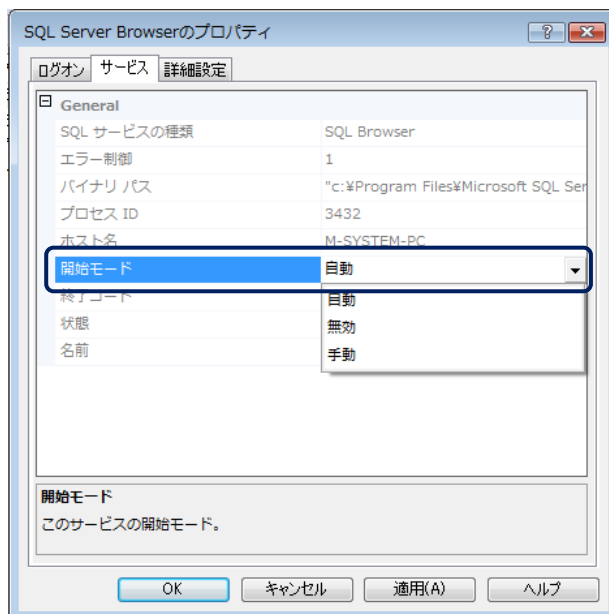 SQL Server Browserのプロパティ
ログオン サービス 詳細設定
General
SQL サービスの種類 SQL Browser
エラー制御 1
バイナリ パス "c:¥Program Files¥Microsoft SQL Ser
プロセス ID 3432
ホスト名 M-SYSTEM-PC
開始モード 自動
終了コード 自動
状態 無効
名前 手動
開始モード
このサービスの開始モード。
OK キャンセル 適用(A) ヘルプ